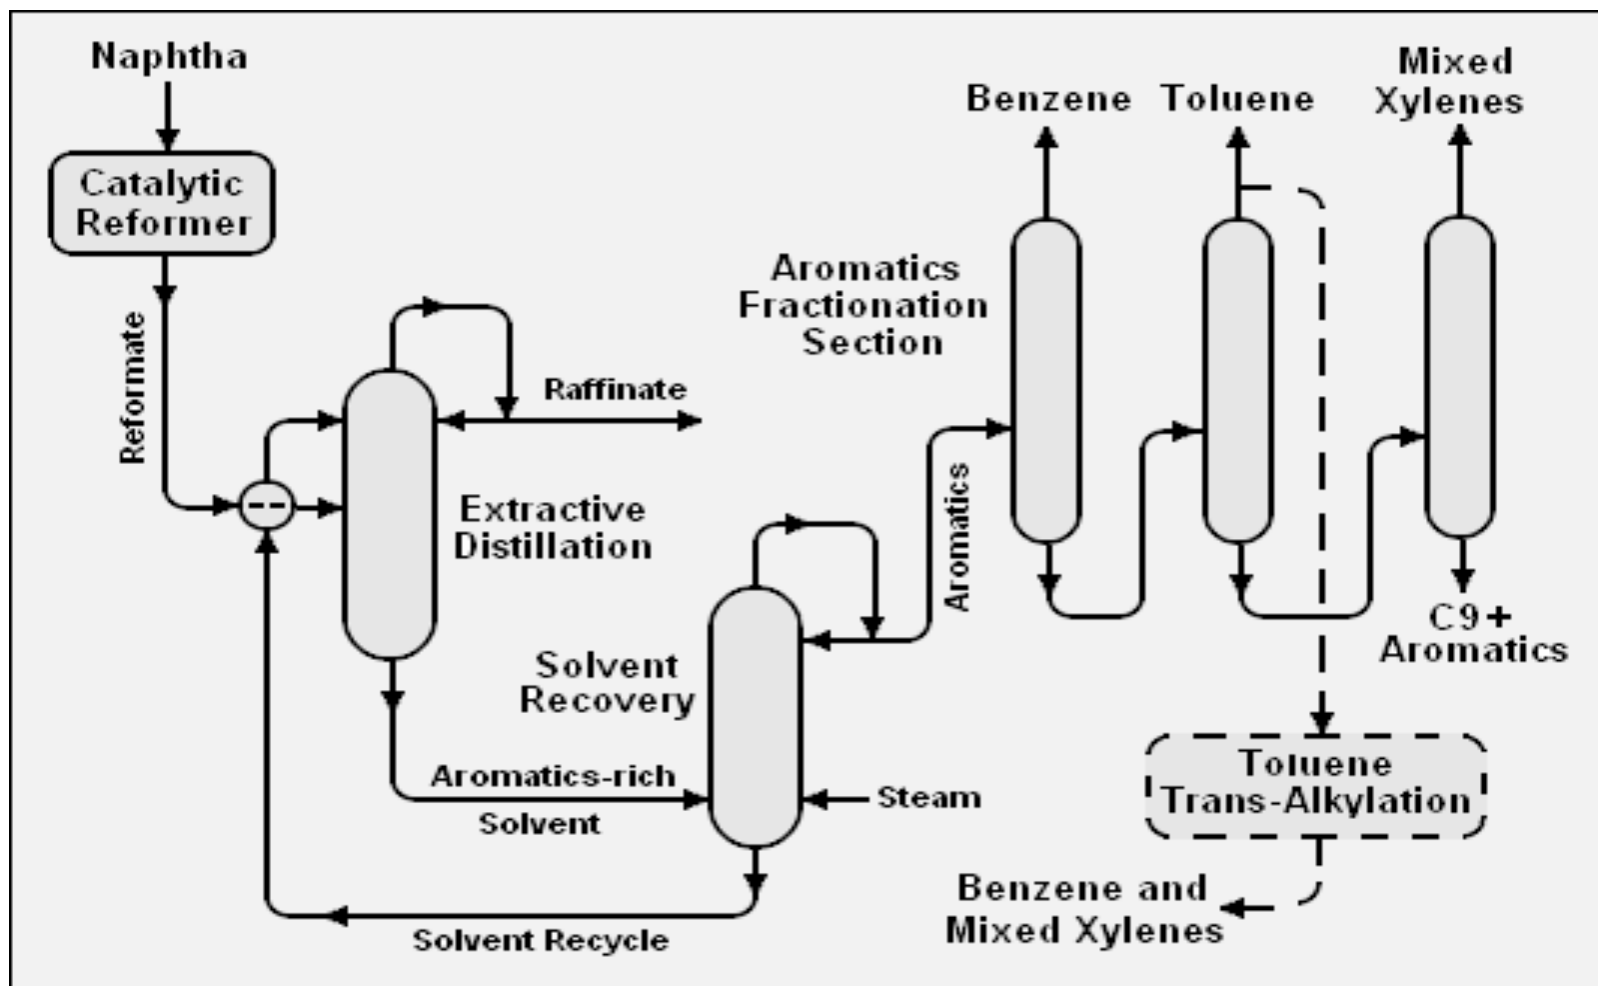 Naphtha
Catalytic
Reformer
Reformate
Raffinate
Extractive
Distillation
Aromatics-rich
Solvent
Solvent Recycle
Solvent
Recovery
Steam
Aromatics
Aromatics
Fractionation
Section
Benzene
Toluene
Mixed
Xylenes
C9+
Aromatics
Toluene
Trans-Alkylation
Benzene and
Mixed Xylenes